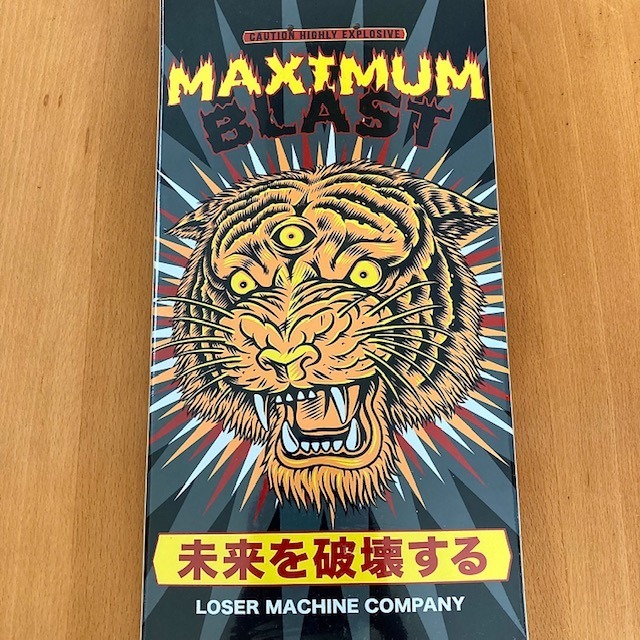 CAUTION HIGHLY EXPLOSIVE
MAXIMUM
BLAST
未来を破壊する
LOSER MACHINE COMPANY